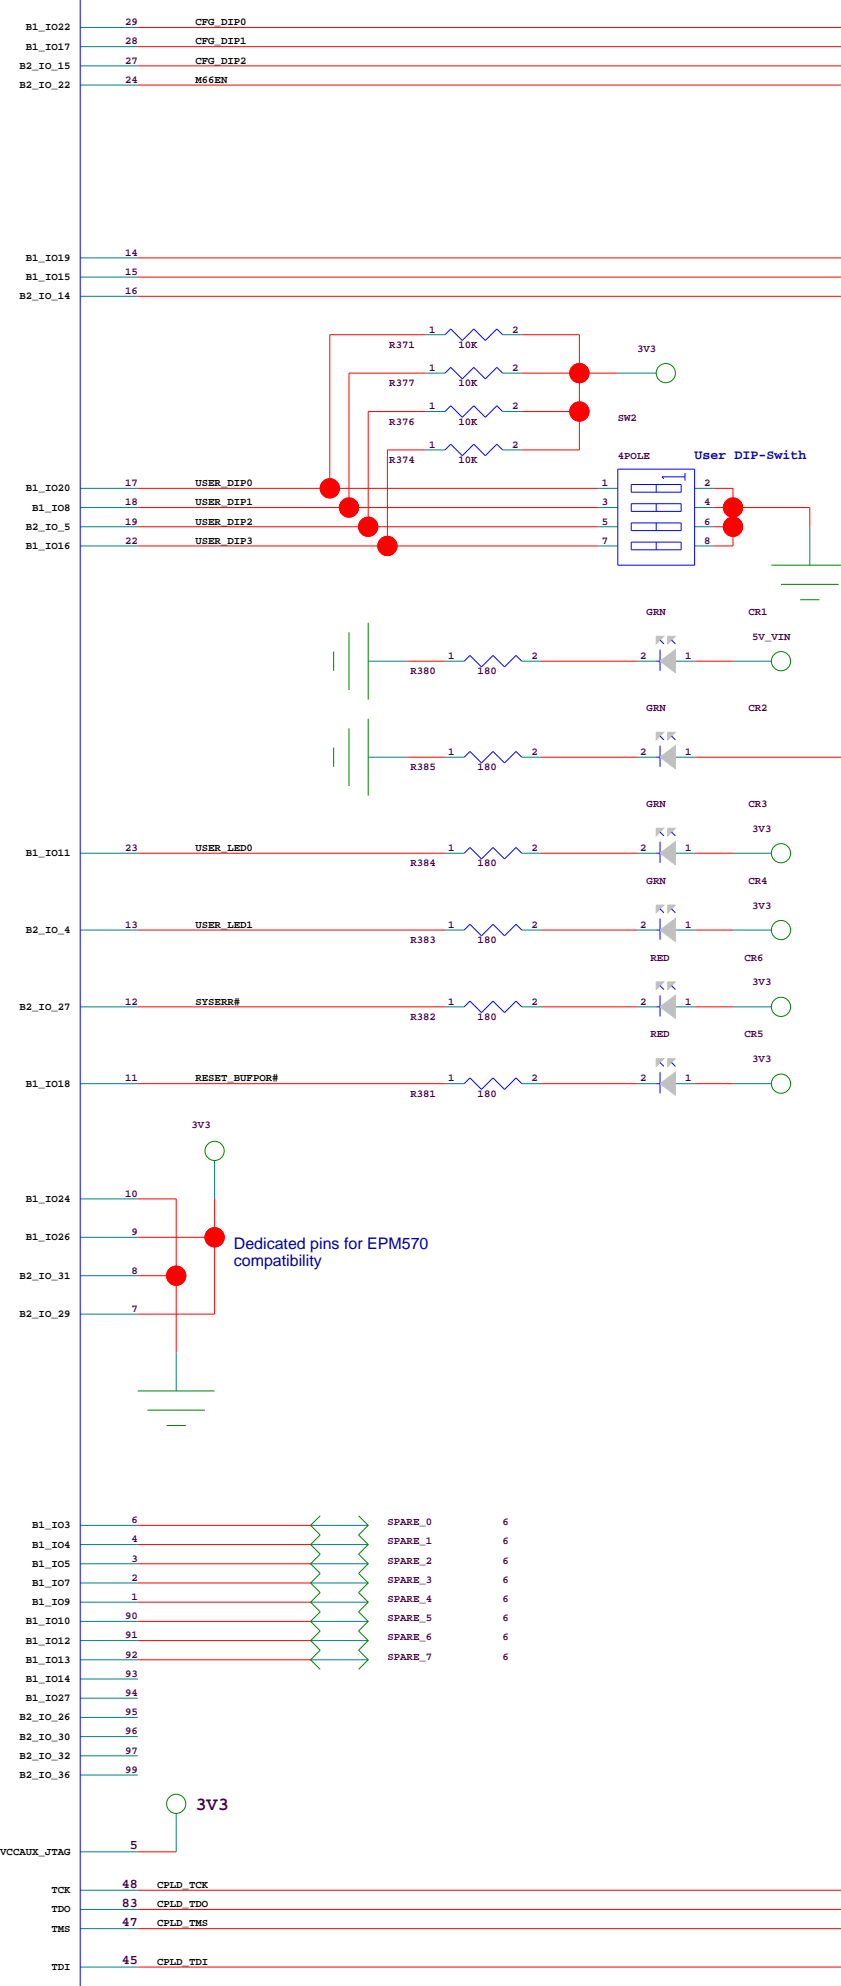 B1_IO22 29 CFG_DIP0
B1_IO17 28 CFG_DIP1
B2_IO_15 27 CFG_DIP2
B2_IO_22 24 M66EN
B1_IO19 14
B1_IO15 15
B2_IO_14 16
1 2
R371 10K 3V3
1 2
R377 10K
1 2
R376 10K SW2
1 2
R374 10K 4POLE User DIP-Swith
1
B1_IO20 17 USER_DIP0 1 2
B1_IO8 18 USER_DIP1 3 4
B2_IO_5 19 USER_DIP2 5 6
B1_IO16 22 USER_DIP3 7 8
GRN CR1
5V_VIN
1 2 2 1
R380 180
GRN CR2
1 2 2 1
R385 180
GRN CR3
3V3
B1_IO11 23 USER_LED0 1 2 2 1
R384 180
GRN CR4
3V3
B2_IO_4 13 USER_LED1 1 2 2 1
R383 180
RED CR6
3V3
B2_IO_27 12 SYSERR# 1 2 2 1
R382 180
RED CR5
3V3
B1_IO18 11 RESET_BUFPOR# 1 2 2 1
R381 180
3V3
B1_IO24 10
B1_IO26 9
Dedicated pins for EPM570
compatibility
B2_IO_31 8
B2_IO_29 7
B1_IO3 6 SPARE_0 6
B1_IO4 4 SPARE_1 6
B1_IO5 3 SPARE_2 6
B1_IO7 2 SPARE_3 6
B1_IO9 1 SPARE_4 6
B1_IO10 90 SPARE_5 6
B1_IO12 91 SPARE_6 6
B1_IO13 92 SPARE_7 6
B1_IO14 93
B1_IO27 94
B2_IO_26 95
B2_IO_30 96
B2_IO_32 97
B2_IO_36 99
3V3
VCCAUX_JTAG 5
TCK 48 CPLD_TCK
TDO 83 CPLD_TDO
TMS 47 CPLD_TMS
TDI 45 CPLD_TDI